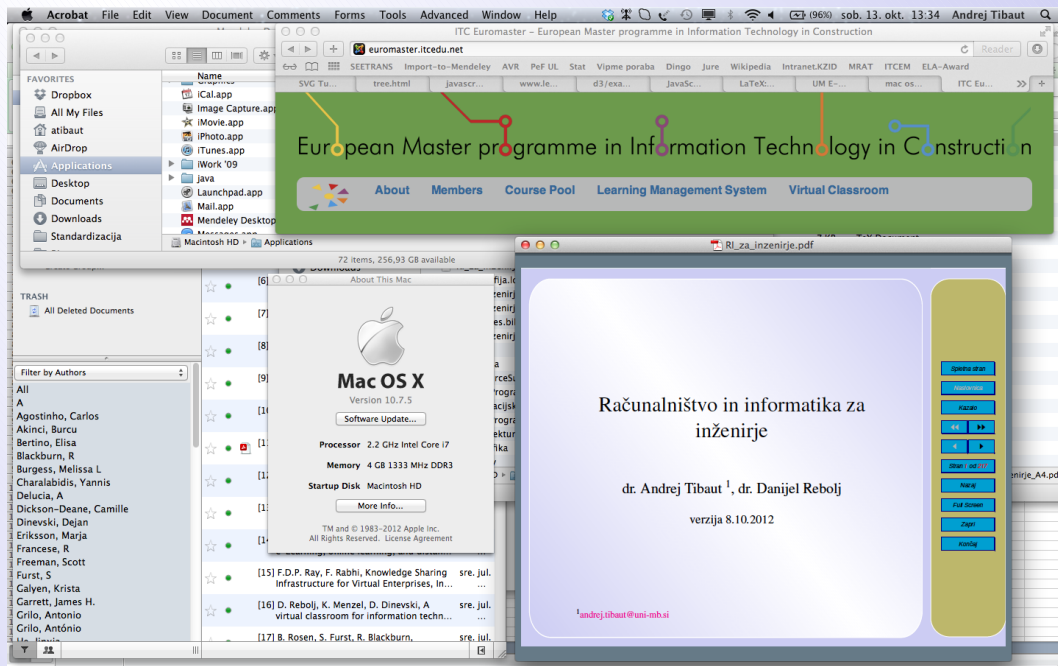 Acrobat File Edit View Document Comments Forms Tools Advanced Window Help (96%) sob. 13. okt. 13:34 Andrej Tibaut
ITC Euromaster – European Master programme in Information Technology in Construction
euromaster.itcedu.net
Reader
SEETRANS Import-to-Mendeley AVR PeF UL Stat Vipme poraba Dingo Jure Wikipedia Intranet.KZID MRAT ITCEM ELA-Award
SVG Tu... tree.html javascr... www.le... d3/exa... JavaSc... LaTeX:... UM E-... mac os... ITC Eu...
European Master programme in Information Technology in Construction
About Members Course Pool Learning Management System Virtual Classroom
FAVORITES
Dropbox
All My Files
atibaut
AirDrop
Applications
Desktop
Documents
Downloads
Standardizacija
Name
iCal.app
Image Capture.app
iMovie.app
iPhoto.app
iTunes.app
iWork '09
java
Launchpad.app
Mail.app
Mendeley Desktop
Macintosh HD Applications
72 items, 256,93 GB available
TRASH
All Deleted Documents
Filter by Authors
All
A
Agostinho, Carlos
Akinci, Burcu
Bertino, Elisa
Blackburn, R
Burgess, Melissa L
Charalabidis, Yannis
Delucia, A
Dickson-Deane, Camille
Dinevski, Dejan
Eriksson, Marja
Francese, R
Freeman, Scott
Furst, S
Galyen, Krista
Garrett, James H.
Grilo, Antonio
Grilo, António
[6]
[7]
[8]
[9]
[15] F.D.P. Ray, F. Rabhi, Knowledge Sharing sre. jul.
Infrastructure for Virtual Enterprises, In... ...
[16] D. Rebolj, K. Menzel, D. Dinevski, A sre. jul.
virtual classroom for information techn... ...
[17] B. Rosen, S. Furst, R. Blackburn, sre. jul.
About This Mac
Mac OS X
Version 10.7.5
Software Update...
Processor 2.2 GHz Intel Core i7
Memory 4 GB 1333 MHz DDR3
Startup Disk Macintosh HD
More Info...
TM and © 1983–2012 Apple Inc.
All Rights Reserved. License Agreement
RI_za_inzenirje.pdf
Računalništvo in informatika za
inženirje
dr. Andrej Tibaut 1, dr. Danijel Rebolj
verzija 8.10.2012
1andrej.tibaut@uni-mb.si
Spletna stran
Naslovnica
Kazalo
Nazaj
Full Screen
Zapri
Končaj